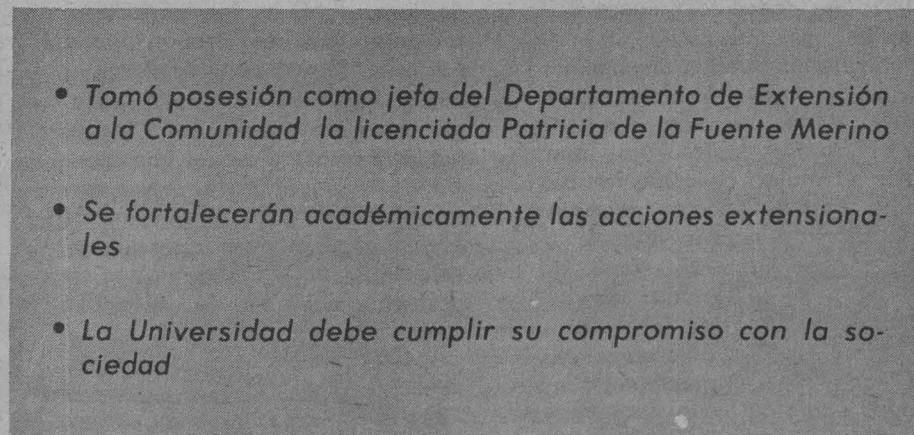 • Tomó posesión como jefa del Departamento de Extensión
a la Comunidad la licenciada Patricia de la Fuente Merino
• Se fortalecerán académicamente las acciones extensiona-
les
• La Universidad debe cumplir su compromiso con la so-
ciedad